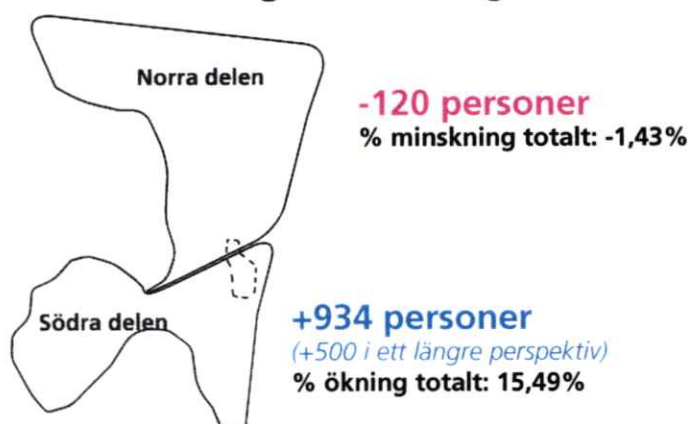 Norra delen
-120 personer
% minskning totalt: -1,43%
Södra delen
+934 personer
(+500 i ett längre perspektiv)
% ökning totalt: 15,49%